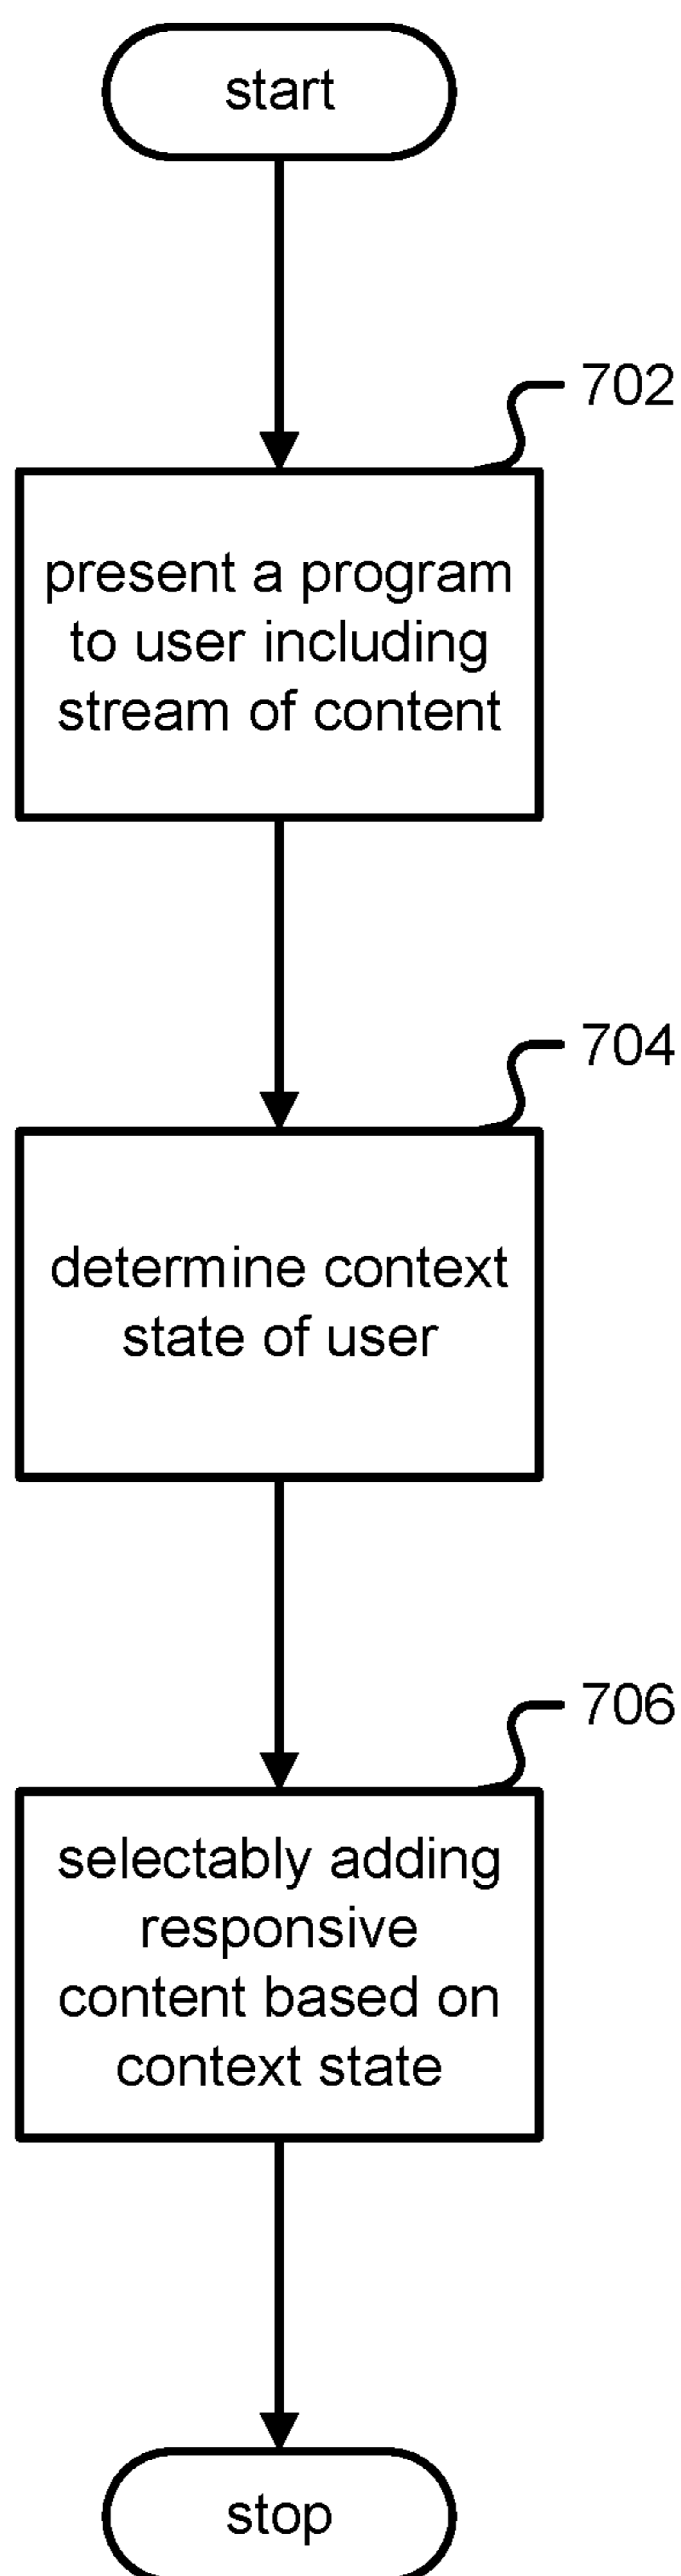 start
702
present a program
to user including
stream of content
704
determine context
state of user
706
selectably adding
responsive
content based on
context state
stop